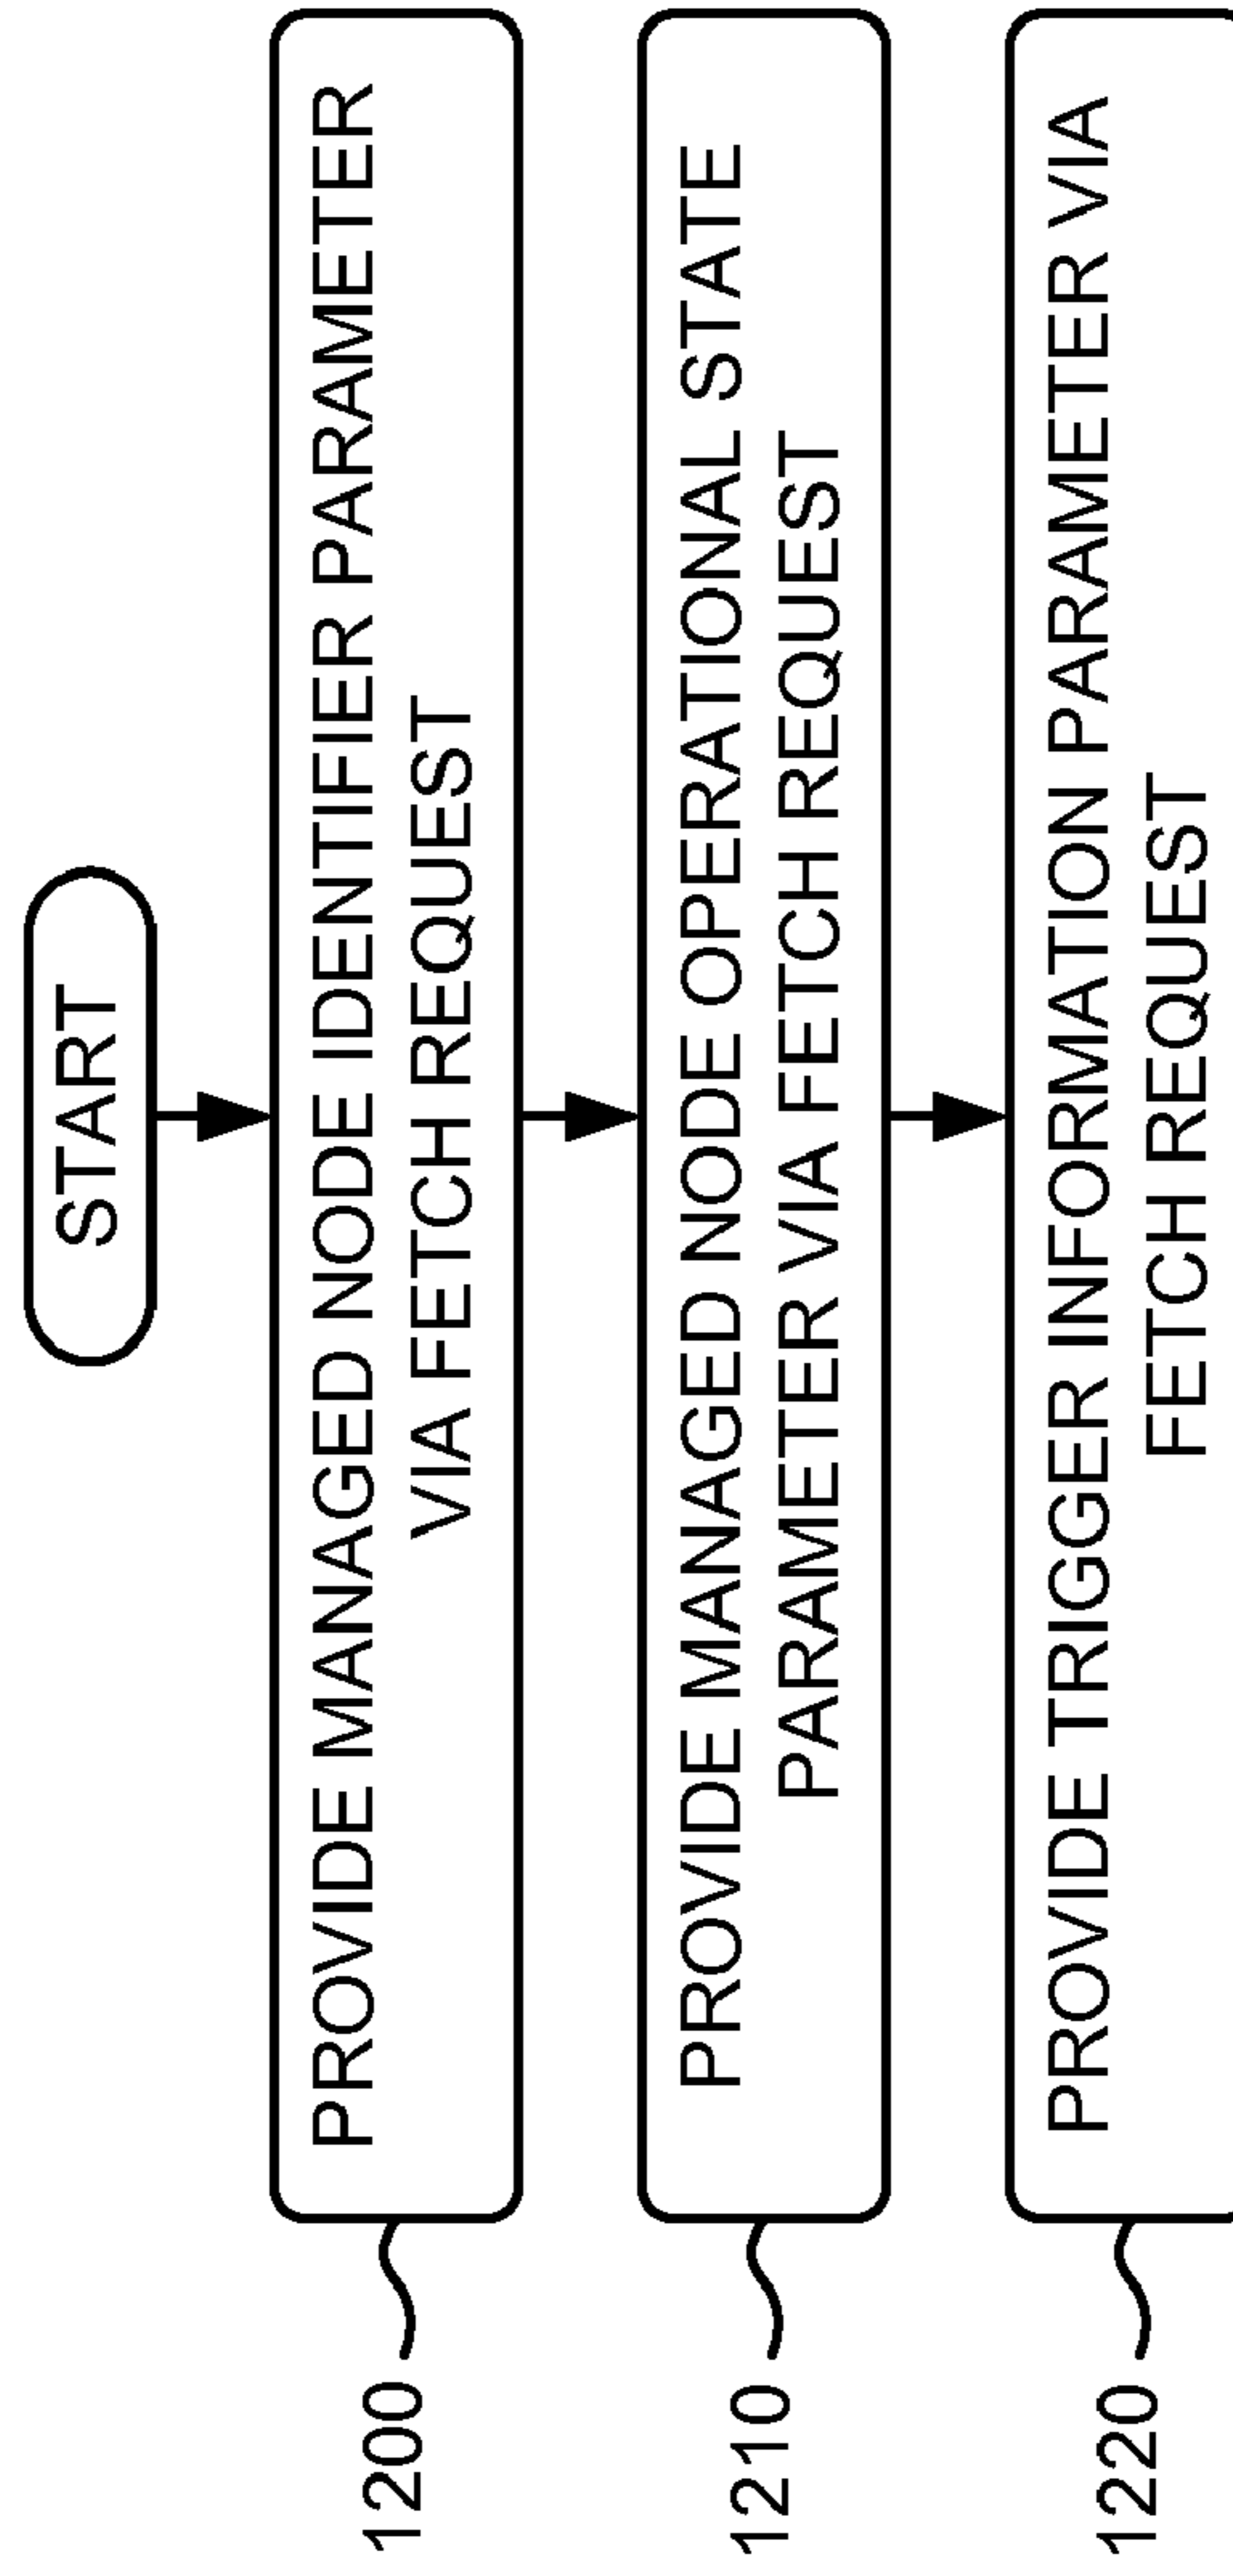 START
1200
PROVIDE MANAGED NODE IDENTIFIER PARAMETER
VIA FETCH REQUEST
1210
PROVIDE MANAGED NODE OPERATIONAL STATE
PARAMETER VIA FETCH REQUEST
1220
PROVIDE TRIGGER INFORMATION PARAMETER VIA
FETCH REQUEST